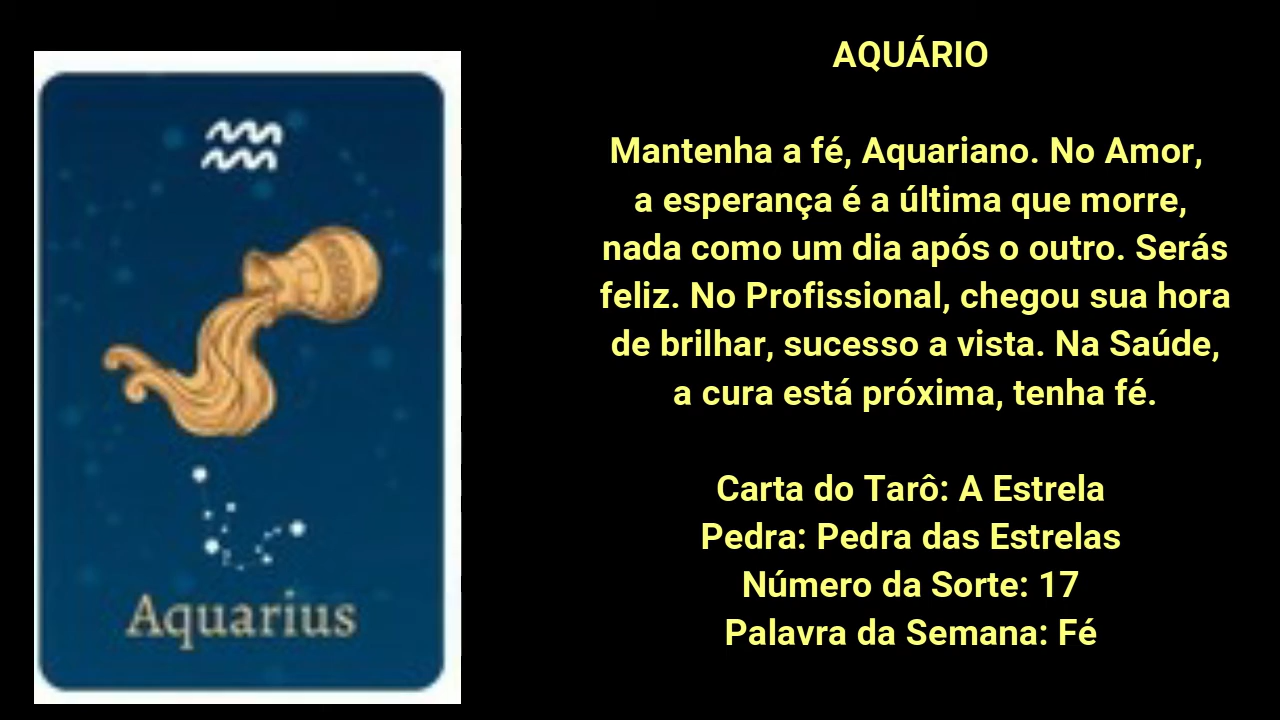 Aquarius
AQUÁRIO
Mantenha a fé, Aquariano. No Amor,
a esperança é a última que morre,
nada como um dia após o outro. Serás
feliz. No Profissional, chegou sua hora
de brilhar, sucesso a vista. Na Saúde,
a cura está próxima, tenha fé.
Carta do Tarô: A Estrela
Pedra: Pedra das Estrelas
Número da Sorte: 17
Palavra da Semana: Fé